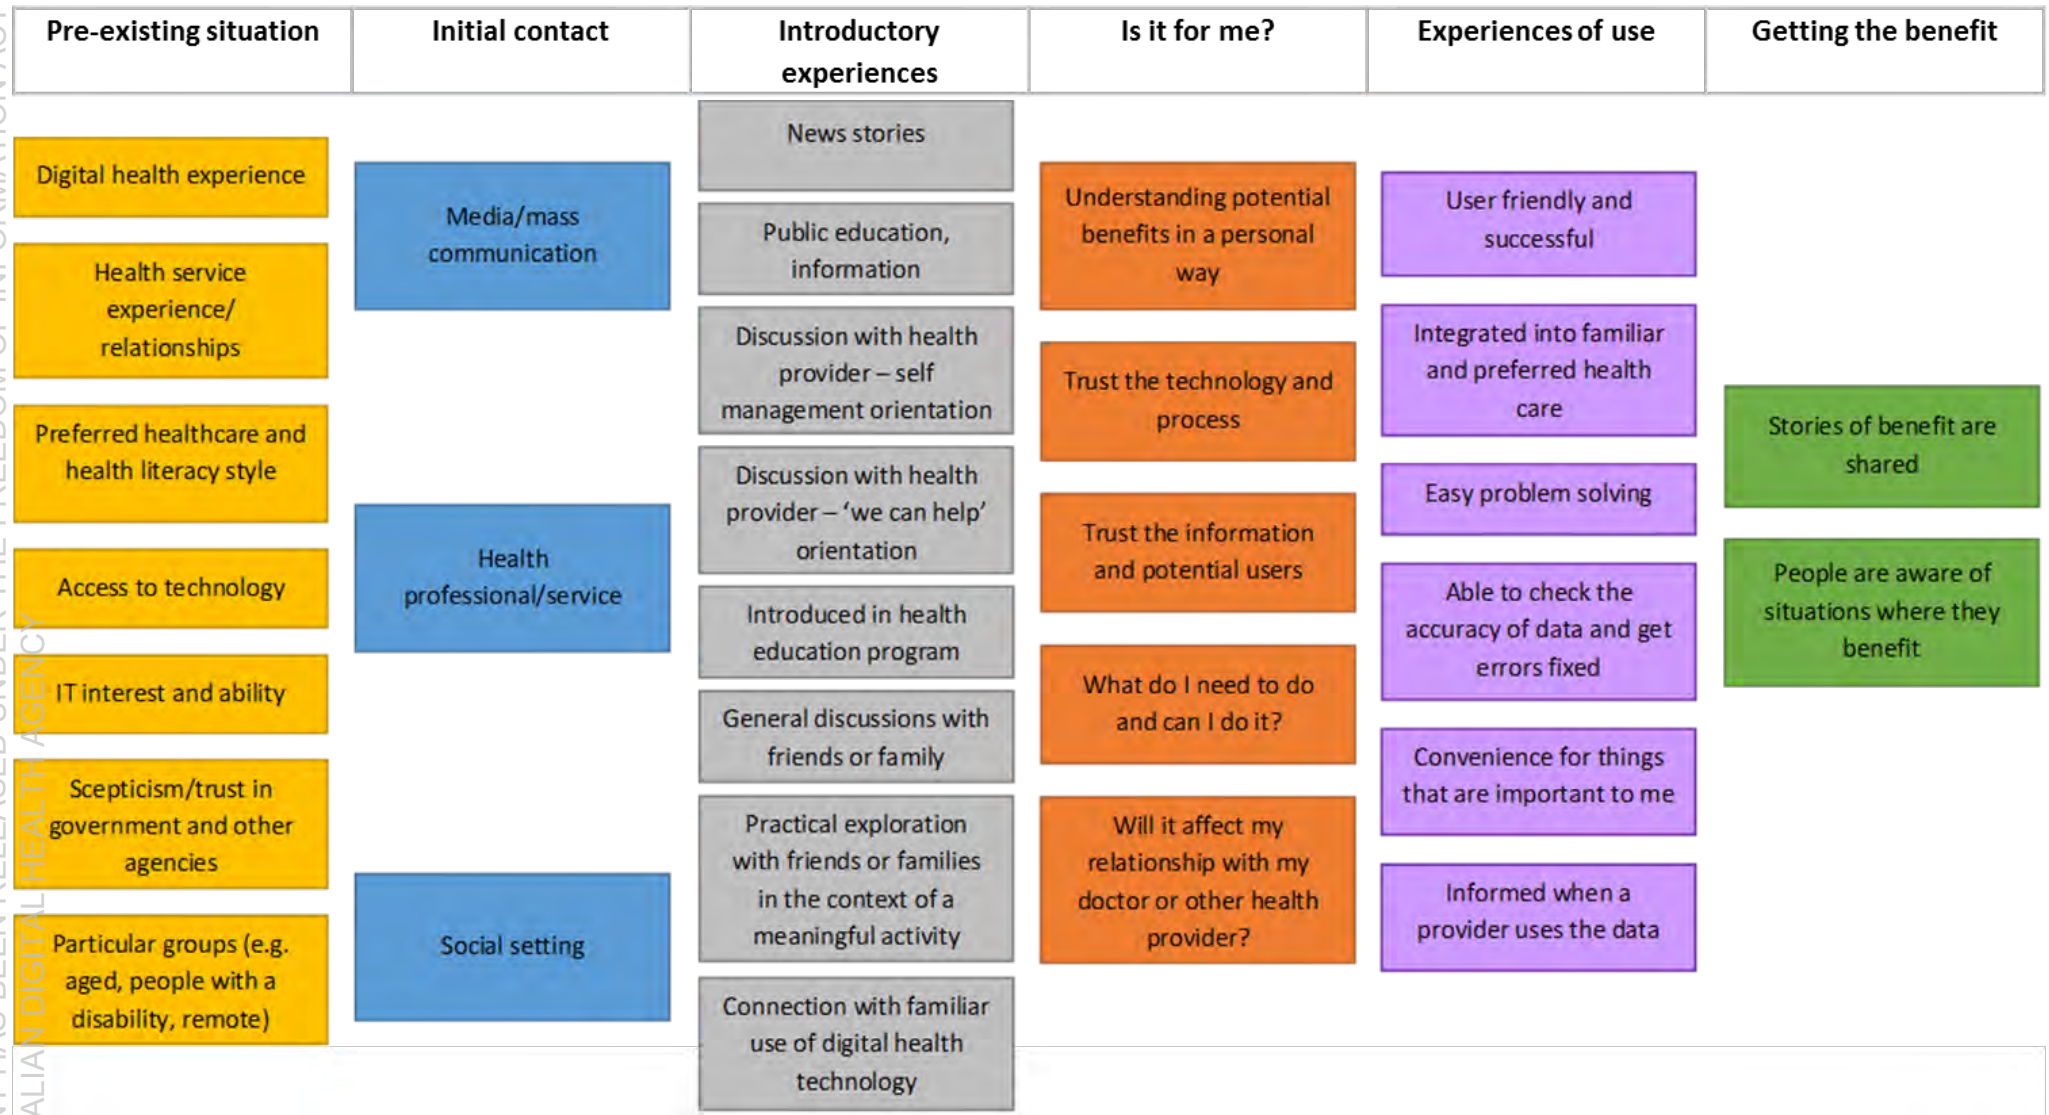 Pre-existing situation
Initial contact
Introductory
experiences
Is it for me?
Experiences of use
Getting the benefit
Digital health experience
Health service
experience/
relationships
Preferred healthcare and
health literacy style
Access to technology
IT interest and ability
Scepticism/trust in
government and other
agencies
Particular groups (e.g.
aged, people with a
disability, remote)
Media/mass
communication
Health
professional/service
Social setting
News stories
Public education,
information
Discussion with health
provider – self
management orientation
Discussion with health
provider – ‘we can help’
orientation
Introduced in health
education program
General discussions with
friends or family
Practical exploration
with friends or families
in the context of a
meaningful activity
Connection with familiar
use of digital health
technology
Understanding potential
benefits in a personal
way
Trust the technology and
process
Trust the information
and potential users
What do I need to do
and can I do it?
Will it affect my
relationship with my
doctor or other health
provider?
User friendly and
successful
Integrated into familiar
and preferred health
care
Easy problem solving
Able to check the
accuracy of data and get
errors fixed
Convenience for things
that are important to me
Informed when a
provider uses the data
Stories of benefit are
shared
People are aware of
situations where they
benefit
DIGITAL HEALTH AGENCY